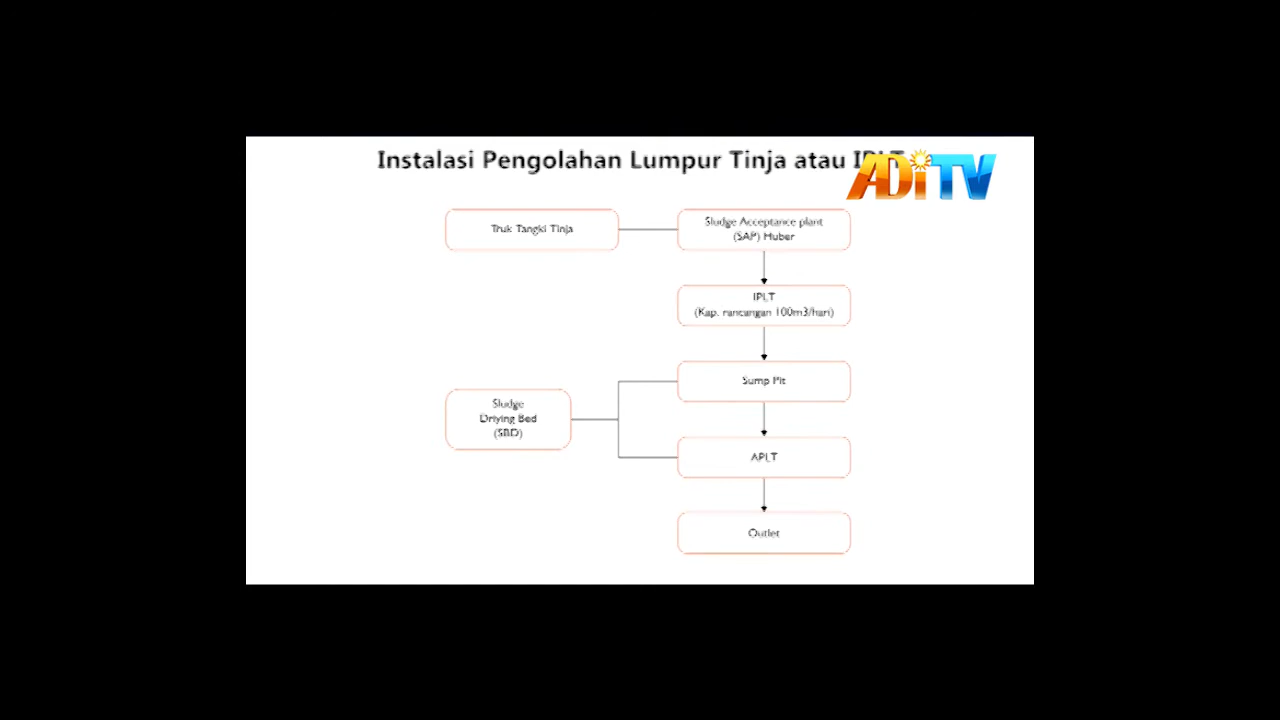 Instalasi Pengolahan Lumpur Tinja atau IPLT
ADiTV
Truk Tangki Tinja
Sludge Acceptance plant
(SAP) Huber
IPLT
(Kap. rancangan 100m3/hari)
Sump Pit
Sludge
Driying Bed
(SBD)
APLT
Outlet